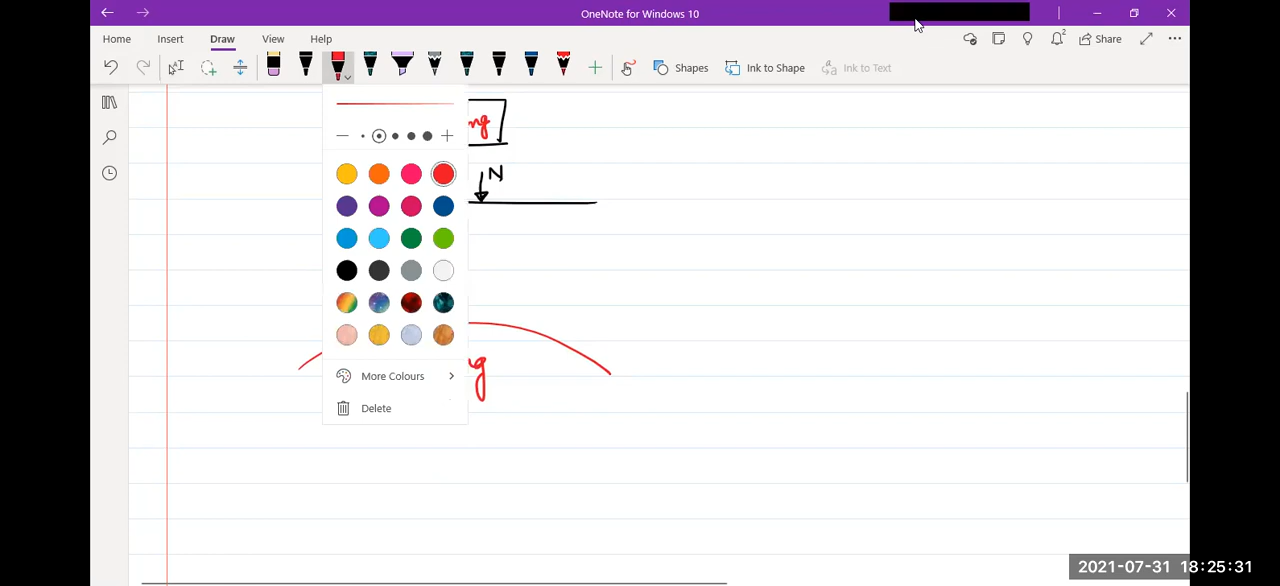 OneNote for Windows 10
Home Insert Draw View Help
2
Share
Shapes
Ink to Shape
Ink to Text
N
More Colours
Delete
2021-07-31 18:25:31